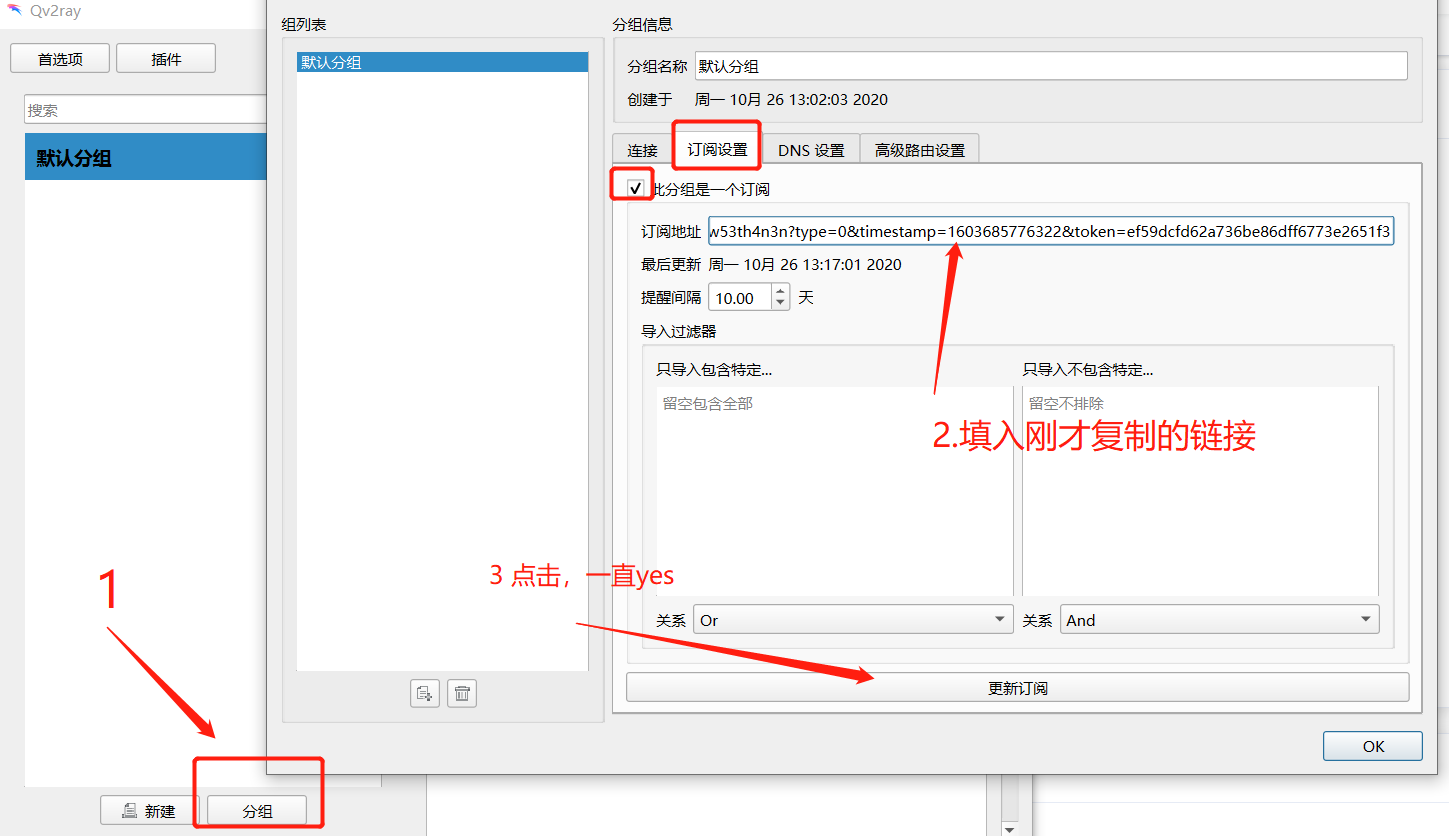 Qv2ray
首选项
插件
搜索
默认分组
1
新建
分组
组列表
默认分组
分组信息
分组名称 默认分组
创建于 周一 10月 26 13:02:03 2020
连接 订阅设置 DNS 设置 高级路由设置
此分组是一个订阅
订阅地址 w53th4n3n?type=0&timestamp=1603685776322&token=ef59dcfd62a736be86dff6773e2651f3
最后更新 周一 10月 26 13:17:01 2020
提醒间隔 10.00 天
导入过滤器
只导入包含特定... 只导入不包含特定...
留空包含全部 留空不排除
2.填入刚才复制的链接
3 点击，一直yes
关系 Or 关系 And
更新订阅
OK